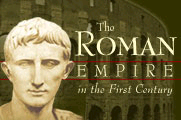 The
ROMAN
EMPIRE
in the First Century